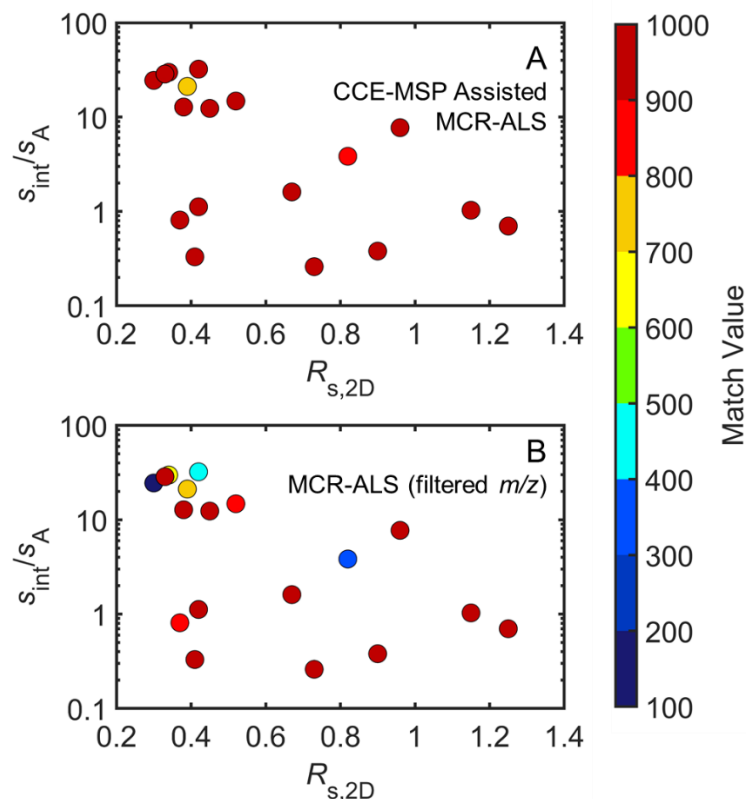 A
CCE-MSP Assisted
MCR-ALS
100
10
1
0.1
s_int/s_A
0.2 0.4 0.6 0.8 1 1.2 1.4
R_s,2D
B
MCR-ALS (filtered m/z)
100
10
1
0.1
s_int/s_A
0.2 0.4 0.6 0.8 1 1.2 1.4
R_s,2D
1000
900
800
700
600
500
400
300
200
100
Match Value